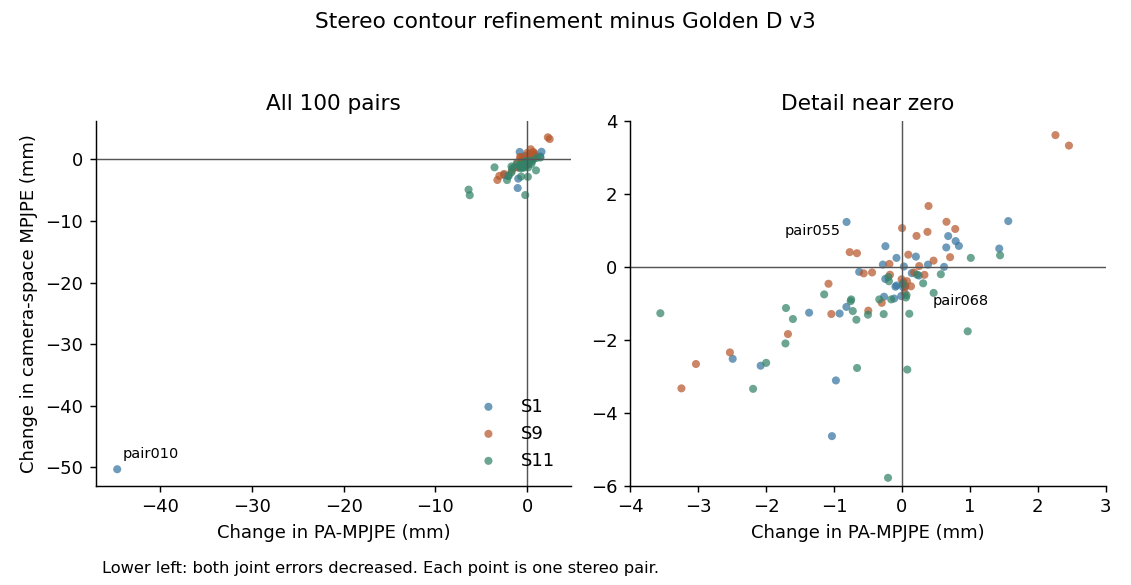 Stereo contour refinement minus Golden D v3
All 100 pairs
Change in camera-space MPJPE (mm)
0
−10
−20
−30
−40
−50
pair010
S1
S9
S11
−40
−30
−20
−10
0
Change in PA-MPJPE (mm)
Detail near zero
4
2
0
−2
−4
−6
pair055
pair068
−4
−3
−2
−1
0
1
2
3
Change in PA-MPJPE (mm)
Lower left: both joint errors decreased. Each point is one stereo pair.